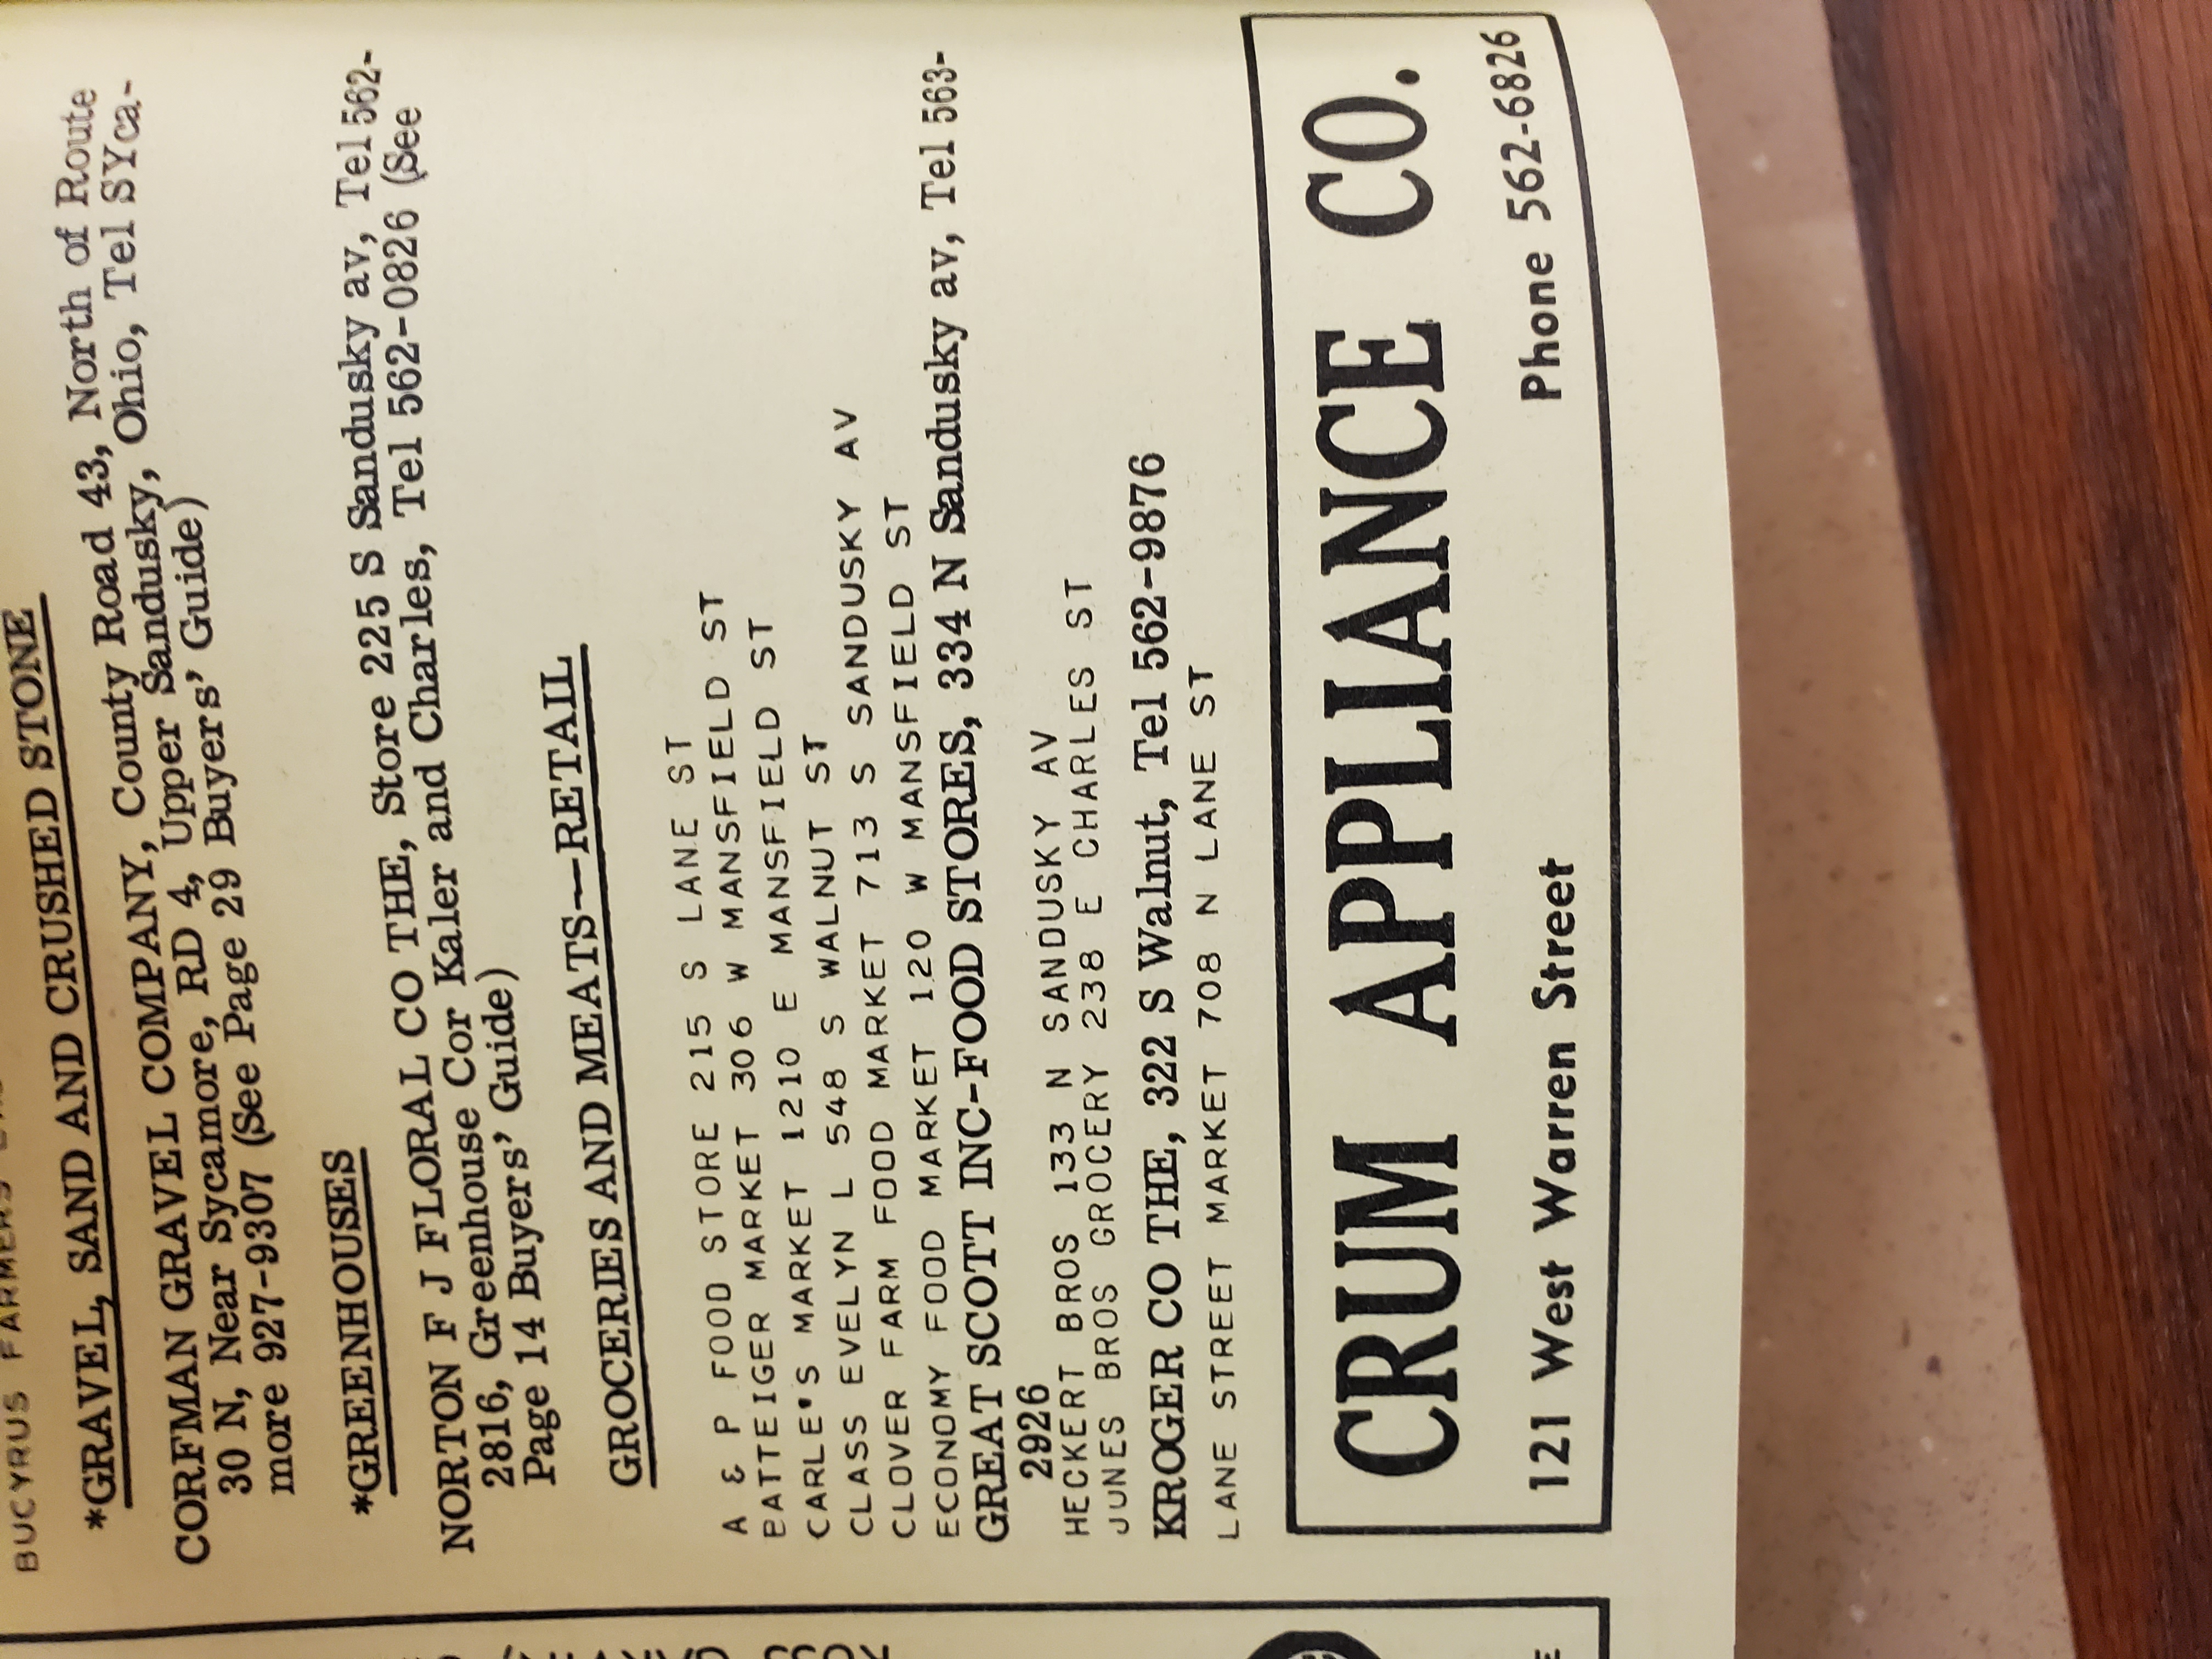 BUCYRUS FARMERS
*GRAVEL, SAND AND CRUSHED STONE
CORFMAN GRAVEL COMPANY, County Road 43, North of Route
30 N, Near Sycamore, RD 4, Upper Sandusky, Ohio, Tel SYca-
more 927-9307 (See Page 29 Buyers' Guide)
*GREENHOUSES
NORTON F J FLORAL CO THE, Store 225 S Sandusky av, Tel 562-
2816, Greenhouse Cor Kaler and Charles, Tel 562-0826 (See
Page 14 Buyers' Guide)
GROCERIES AND MEATS--RETAIL
A & P FOOD STORE 215 S LANE ST
BATTEIGER MARKET 306 W MANSFIELD ST
CARLE'S MARKET 1210 E MANSFIELD ST
CLASS EVELYN L 548 S WALNUT ST
CLOVER FARM FOOD MARKET 713 S SANDUSKY AV
ECONOMY FOOD MARKET 120 W MANSFIELD ST
GREAT SCOTT INC-FOOD STORES, 334 N Sandusky av, Tel 563-
2926
HECKERT BROS 133 N SANDUSKY AV
JUNES BROS GROCERY 238 E CHARLES ST
KROGER CO THE, 322 S Walnut, Tel 562-9876
LANE STREET MARKET 708 N LANE ST
CRUM APPLIANCE CO.
121 West Warren Street Phone 562-6826